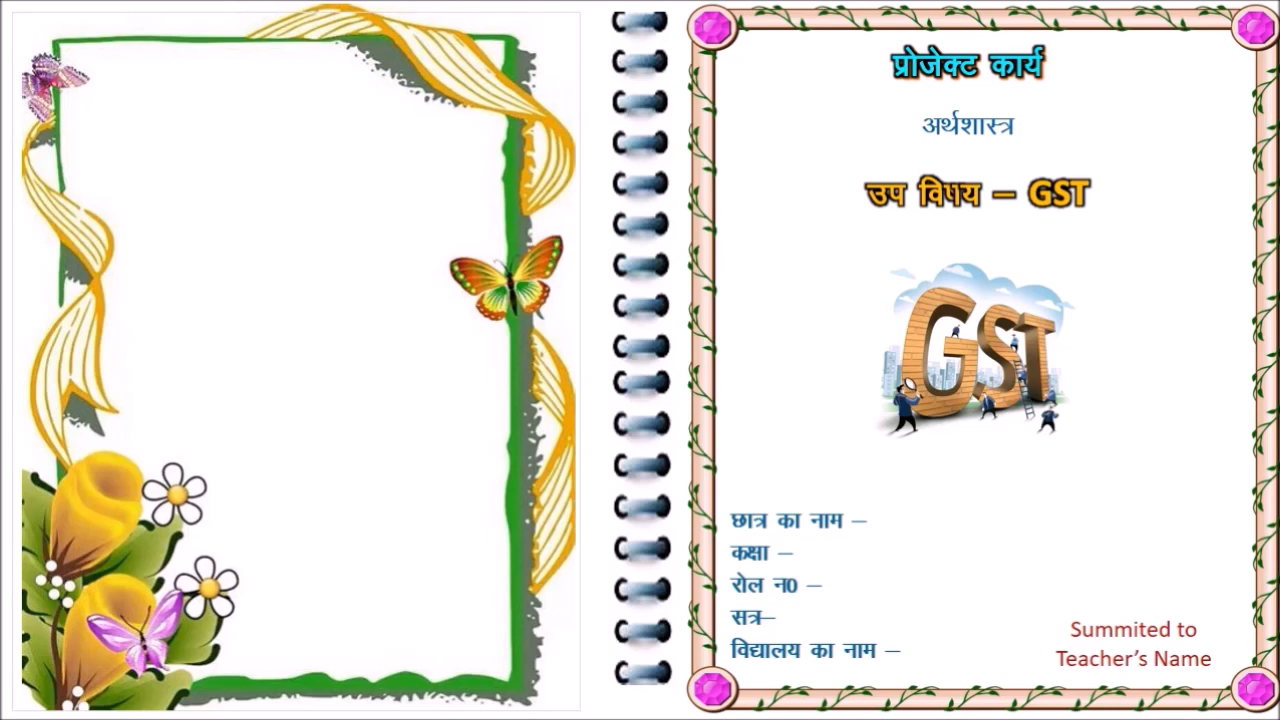 प्रोजेक्ट कार्य
अर्थशास्त्र
उप विषय – GST
GST
छात्र का नाम –
कक्षा –
रोल न0 –
सत्र–
विद्यालय का नाम –
Summited to
Teacher's Name